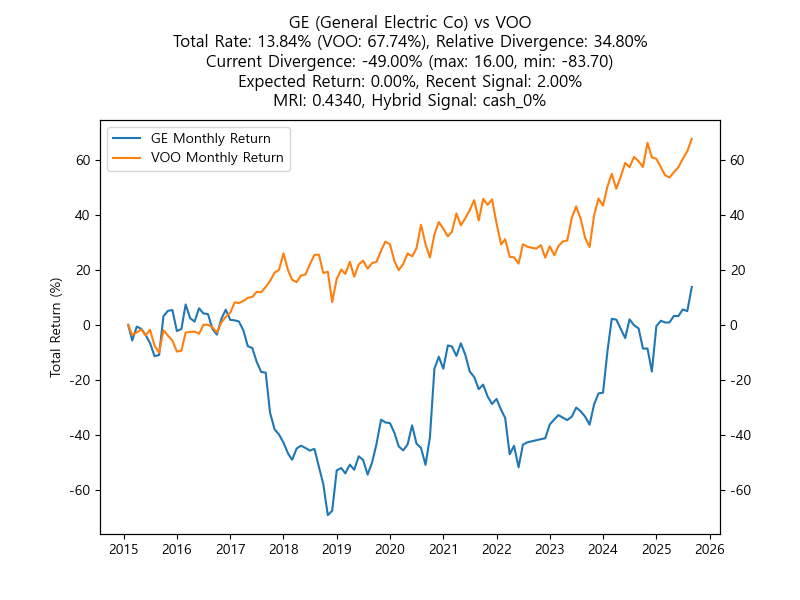 GE (General Electric Co) vs VOO
Total Rate: 13.84% (VOO: 67.74%), Relative Divergence: 34.80%
Current Divergence: -49.00% (max: 16.00, min: -83.70)
Expected Return: 0.00%, Recent Signal: 2.00%
MRI: 0.4340, Hybrid Signal: cash_0%
GE Monthly Return
VOO Monthly Return
Total Return (%)
60
40
20
0
-20
-40
-60
60
40
20
0
-20
-40
-60
2015 2016 2017 2018 2019 2020 2021 2022 2023 2024 2025 2026